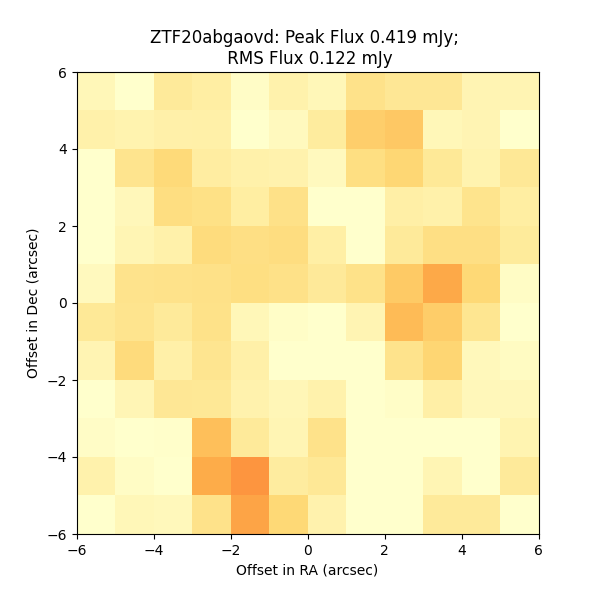 ZTF20abgaovd: Peak Flux 0.419 mJy;
RMS Flux 0.122 mJy
6
4
2
0
−2
−4
−6
Offset in Dec (arcsec)
−6 −4 −2 0 2 4 6
Offset in RA (arcsec)